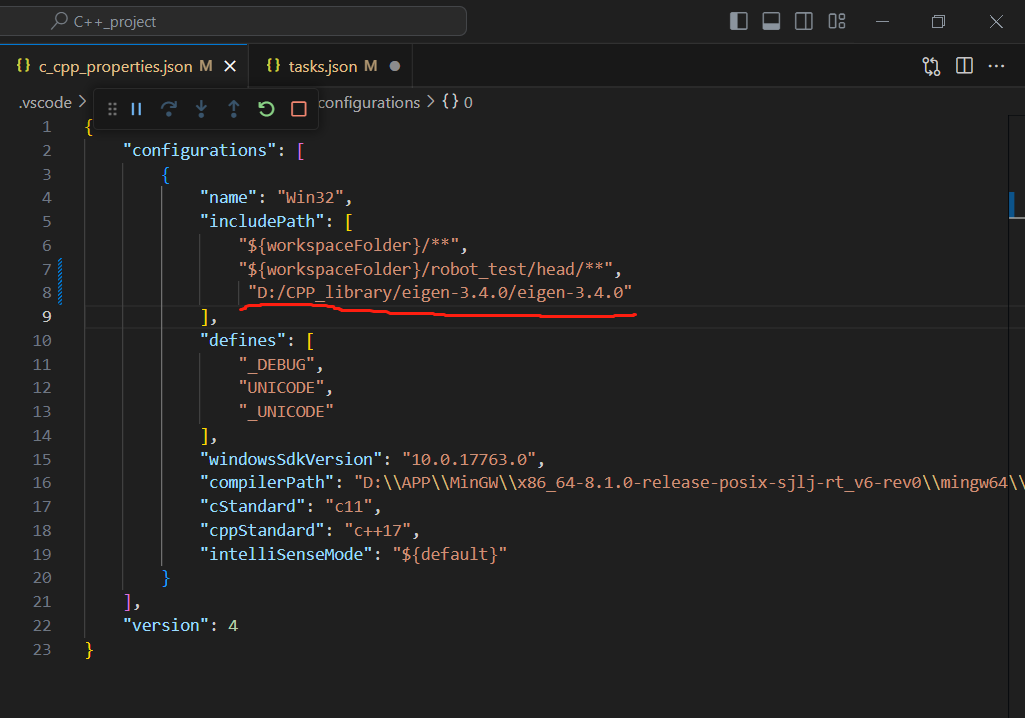 C++_project
{} c_cpp_properties.json M
{} tasks.json M
.vscode > configurations > {} 0
1 {
2 "configurations": [
3 {
4 "name": "Win32",
5 "includePath": [
6 "${workspaceFolder}/**",
7 "${workspaceFolder}/robot_test/head/**",
8 "D:/CPP_library/eigen-3.4.0/eigen-3.4.0"
9 ],
10 "defines": [
11 "_DEBUG",
12 "UNICODE",
13 "_UNICODE"
14 ],
15 "windowsSdkVersion": "10.0.17763.0",
16 "compilerPath": "D:\\APP\\MinGW\\x86_64-8.1.0-release-posix-sjlj-rt_v6-rev0\\mingw64\\
17 "cStandard": "c11",
18 "cppStandard": "c++17",
19 "intelliSenseMode": "${default}"
20 }
21 ],
22 "version": 4
23 }